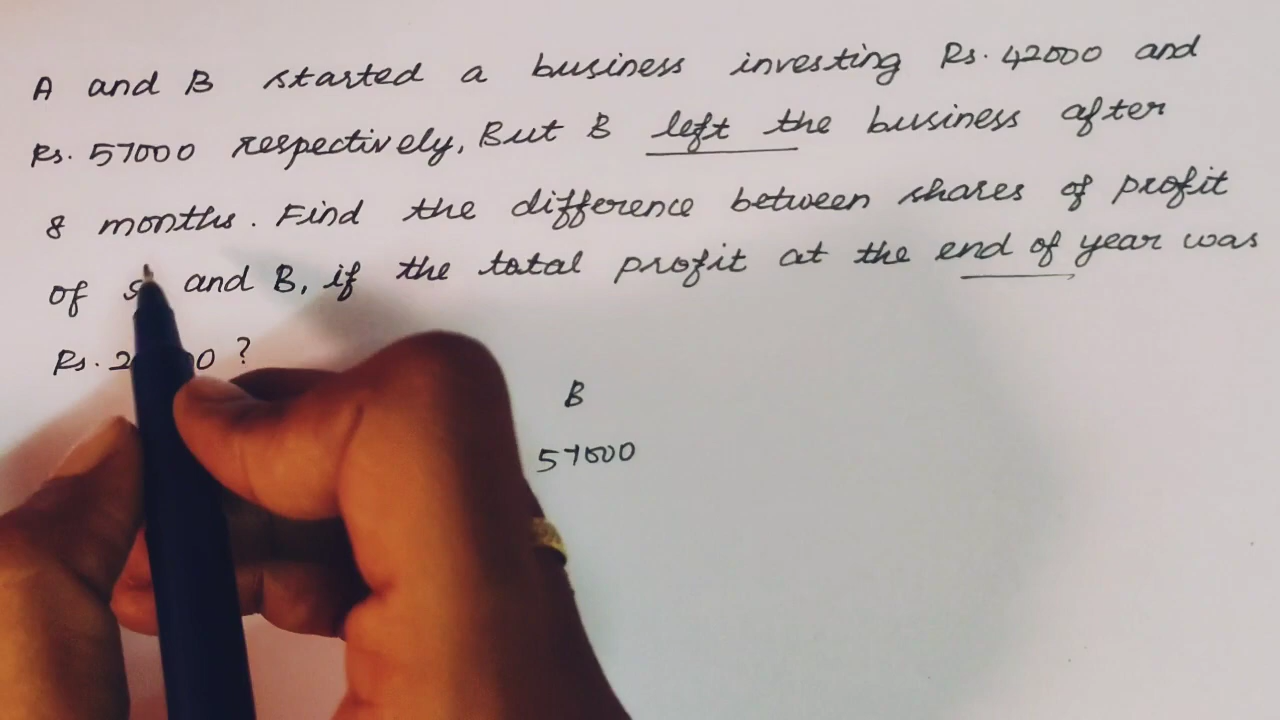 A and B started a business investing Rs. 42000 and
Rs. 57000 respectively, But B left the business after
8 months. Find the difference between shares of profit
of and B, if the total profit at the end of year was
Rs. ?
B
57000